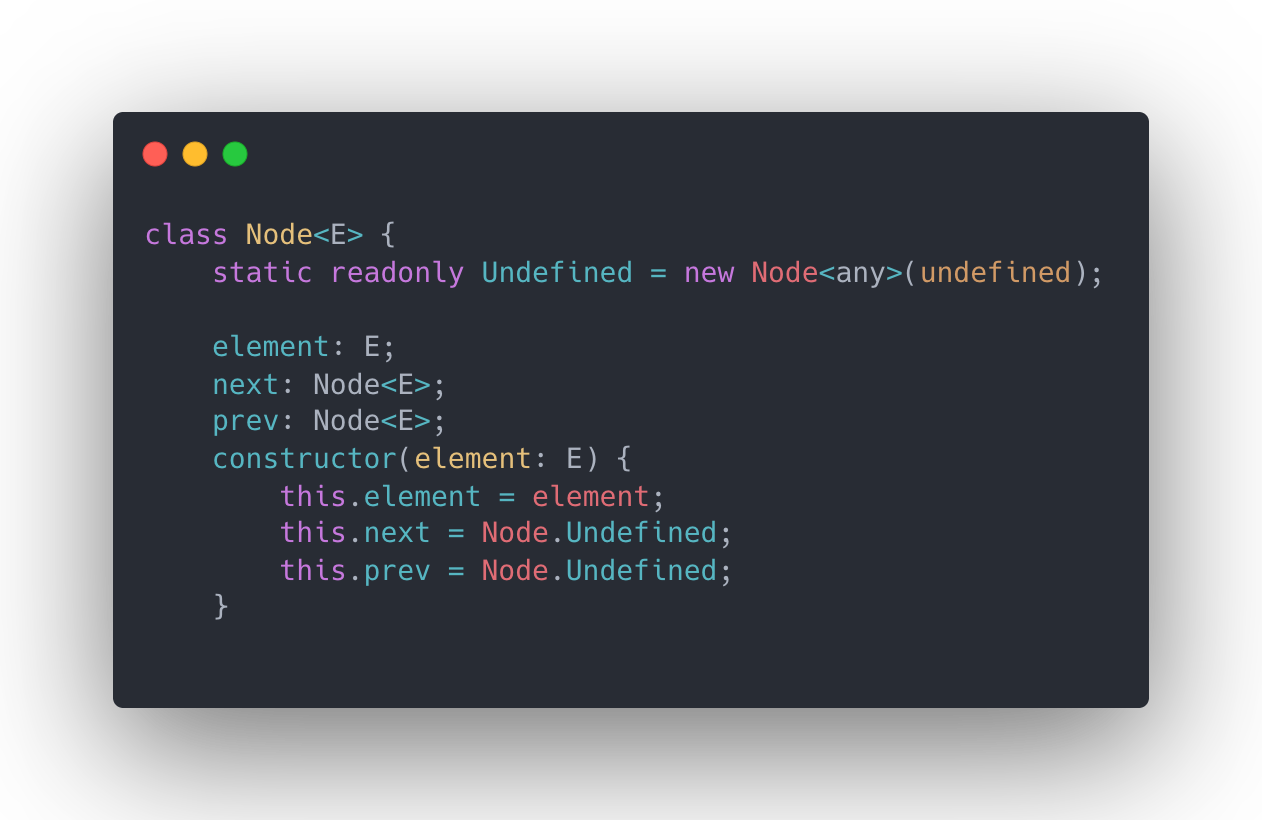 class Node<E> {
    static readonly Undefined = new Node<any>(undefined);

    element: E;
    next: Node<E>;
    prev: Node<E>;
    constructor(element: E) {
        this.element = element;
        this.next = Node.Undefined;
        this.prev = Node.Undefined;
    }